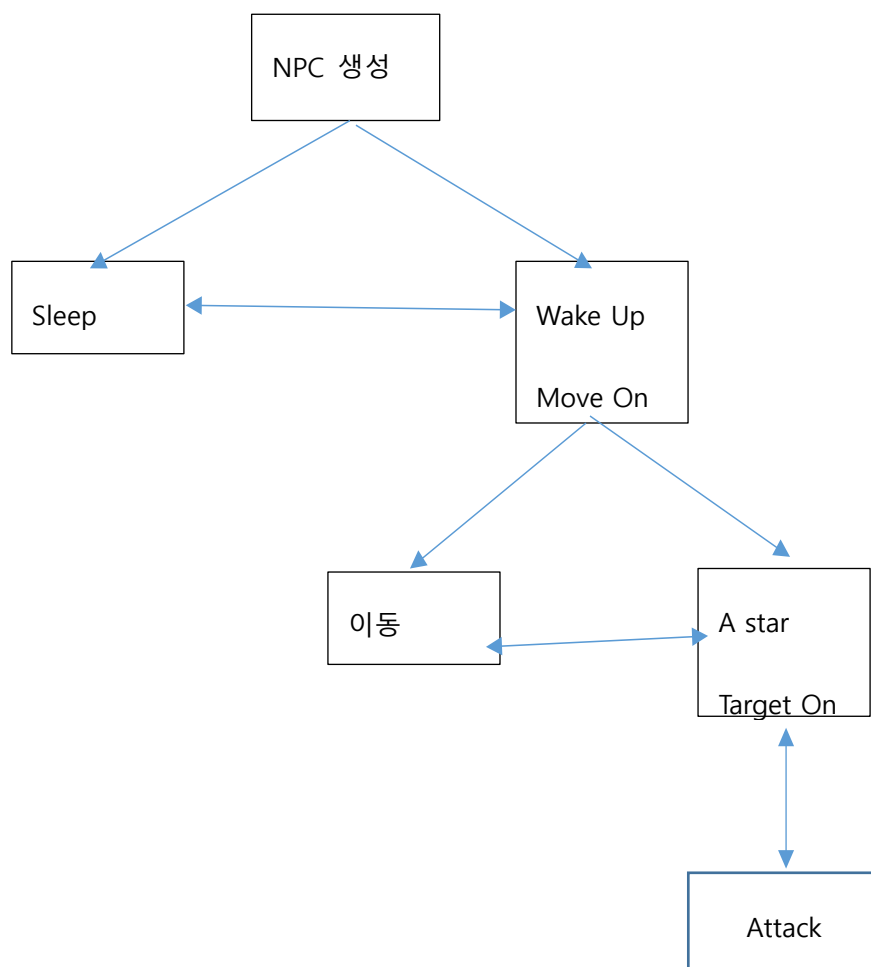 NPC 생성
Sleep
Wake Up
Move On
이동
A star
Target On
Attack